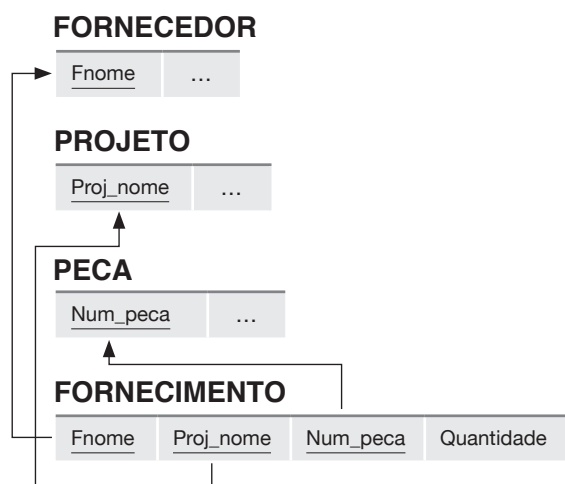 FORNECEDOR
Fnome ...
PROJETO
Proj_nome ...
PECA
Num_peca ...
FORNECIMENTO
Fnome Proj_nome Num_peca Quantidade